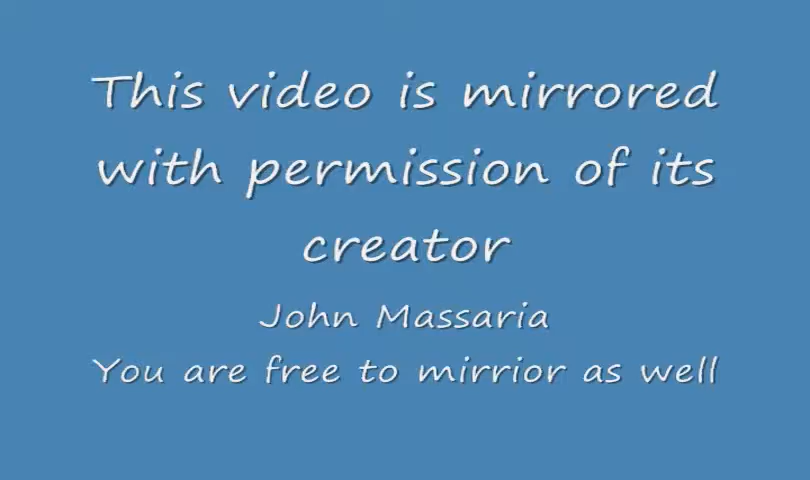 This video is mirrored
with permission of its
creator
John Massaria
You are free to mirrior as well